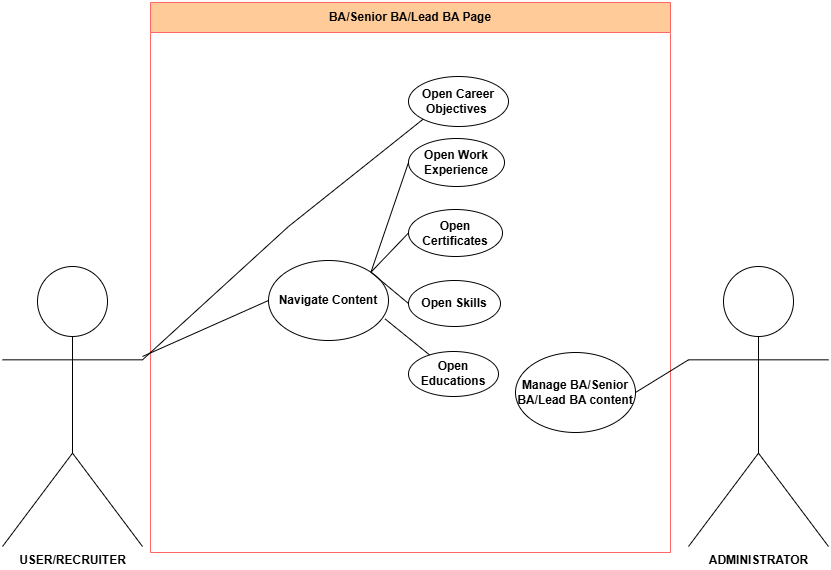 BA/Senior BA/Lead BA Page
Open Career
Objectives
Open Work
Experience
Open
Certificates
Navigate Content
Open Skills
Open
Educations
Manage BA/Senior
BA/Lead BA content
USER/RECRUITER
ADMINISTRATOR